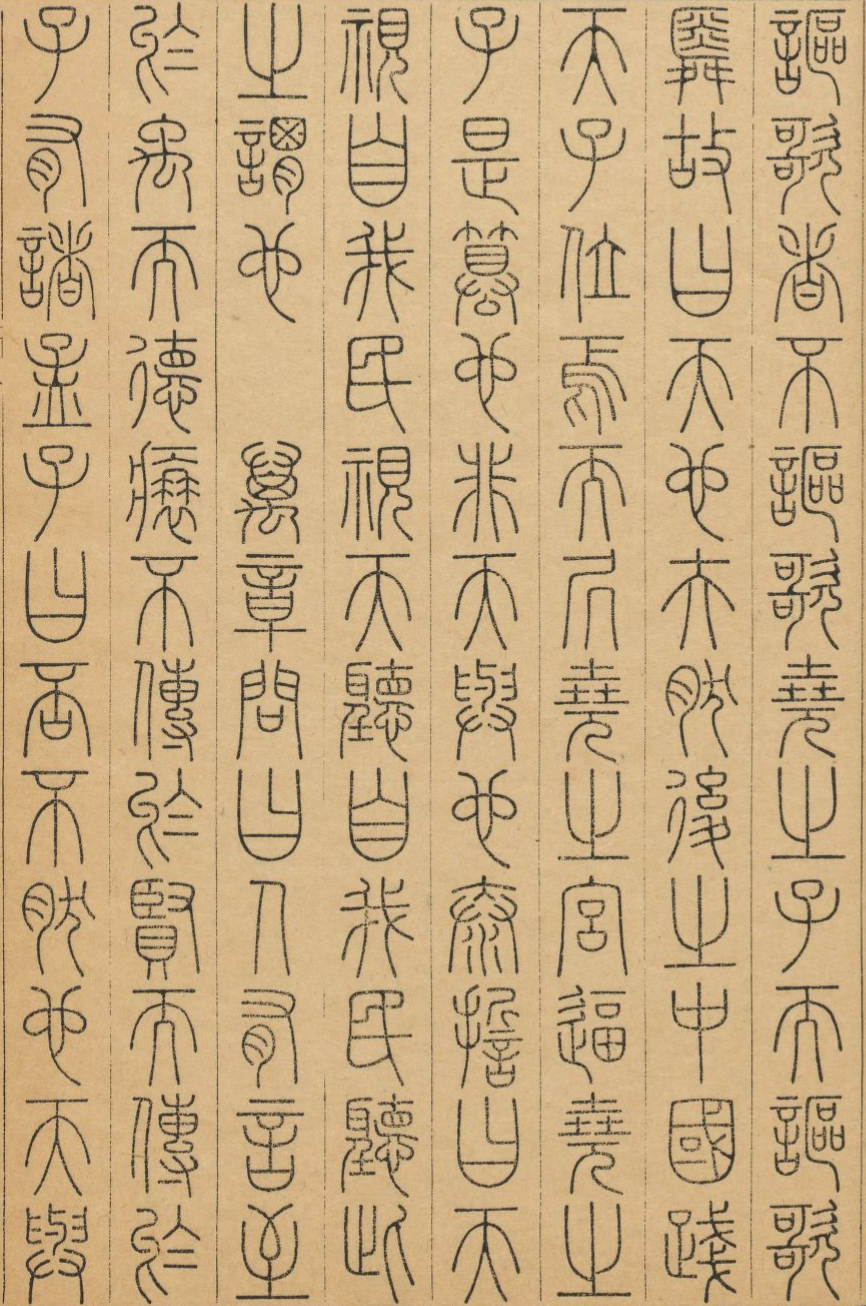 謳歌者不謳歌堯之子而謳歌
舜故曰天也夫然後之中國踐
天子位焉而居堯之宮逼堯之
子是篡也非天與也泰誓曰天
視自我民視天聽自我民聽此
之謂也　萬章問曰人有言至
於禹而德衰不傳於賢而傳於
子有諸孟子曰否不然也天與